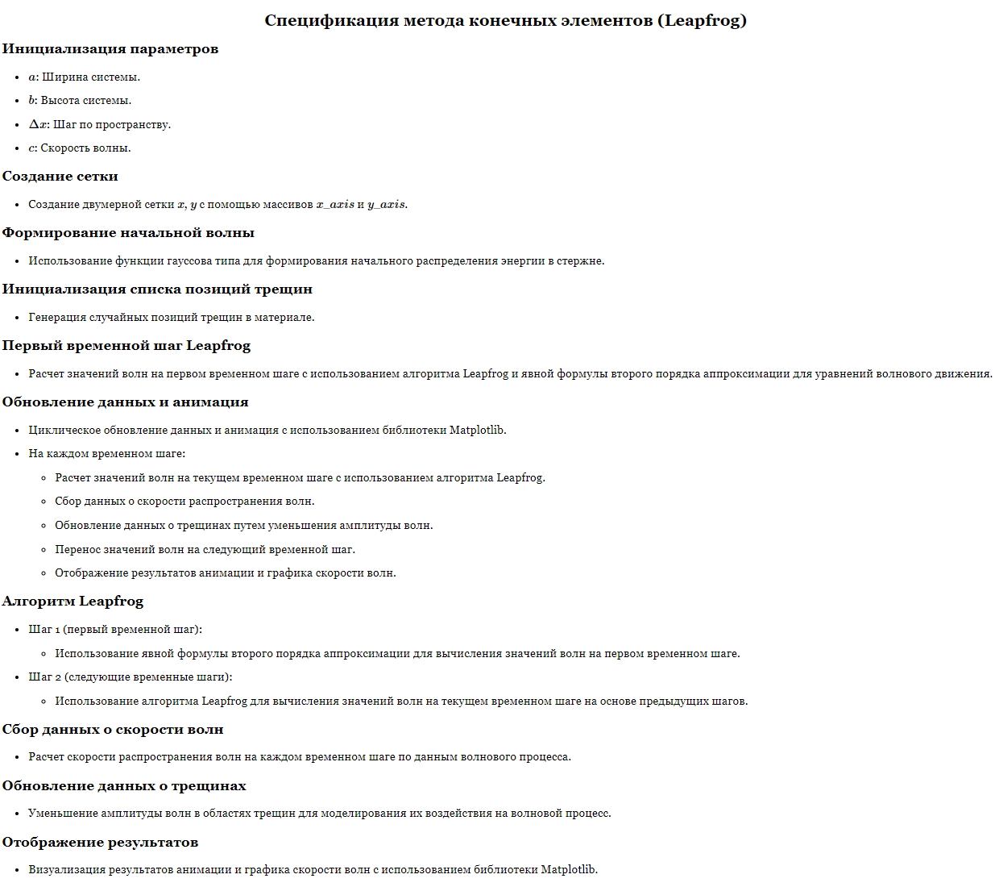 Спецификация метода конечных элементов (Leapfrog)
Инициализация параметров
• a: Ширина системы.
• b: Высота системы.
• Δx: Шаг по пространству.
• c: Скорость волны.
Создание сетки
• Создание двумерной сетки x, y с помощью массивов x_axis и y_axis.
Формирование начальной волны
• Использование функции гауссова типа для формирования начального распределения энергии в стержне.
Инициализация списка позиций трещин
• Генерация случайных позиций трещин в материале.
Первый временной шаг Leapfrog
• Расчет значений волн на первом временном шаге с использованием алгоритма Leapfrog и явной формулы второго порядка аппроксимации для уравнений волнового движения.
Обновление данных и анимация
• Циклическое обновление данных и анимация с использованием библиотеки Matplotlib.
• На каждом временном шаге:
◦ Расчет значений волн на текущем временном шаге с использованием алгоритма Leapfrog.
◦ Сбор данных о скорости распространения волн.
◦ Обновление данных о трещинах путем уменьшения амплитуды волн.
◦ Перенос значений волн на следующий временной шаг.
◦ Отображение результатов анимации и графика скорости волн.
Алгоритм Leapfrog
• Шаг 1 (первый временной шаг):
◦ Использование явной формулы второго порядка аппроксимации для вычисления значений волн на первом временном шаге.
• Шаг 2 (следующие временные шаги):
◦ Использование алгоритма Leapfrog для вычисления значений волн на текущем временном шаге на основе предыдущих шагов.
Сбор данных о скорости волн
• Расчет скорости распространения волн на каждом временном шаге по данным волнового процесса.
Обновление данных о трещинах
• Уменьшение амплитуды волн в областях трещин для моделирования их воздействия на волновой процесс.
Отображение результатов
• Визуализация результатов анимации и графика скорости волн с использованием библиотеки Matplotlib.